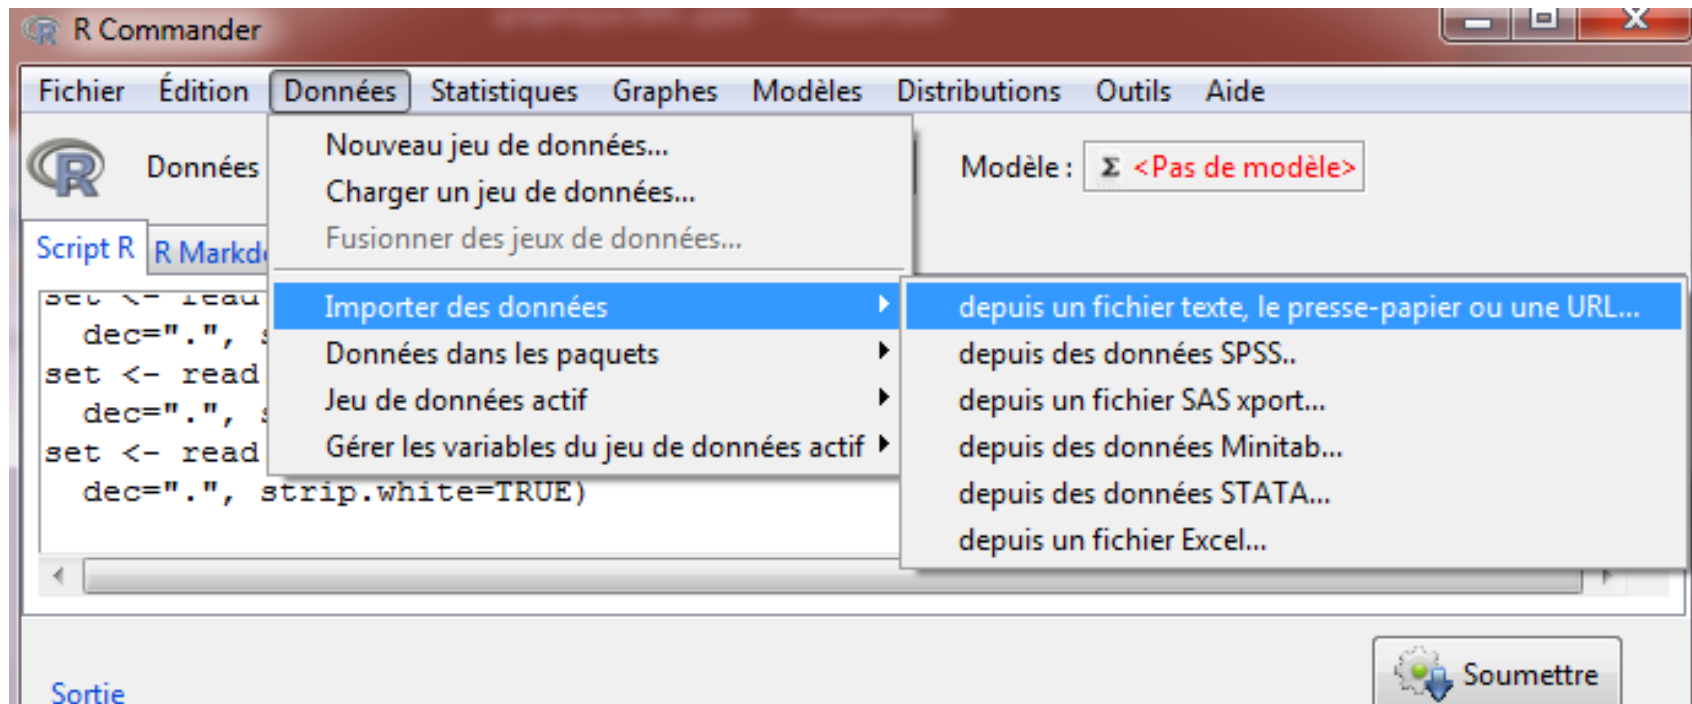 R Commander
Fichier Édition Données Statistiques Graphes Modèles Distributions Outils Aide
Nouveau jeu de données...
R Données Modèle : Σ <Pas de modèle>
Charger un jeu de données...
Fusionner des jeux de données...
Script R R Markdo
set <- read
Importer des données depuis un fichier texte, le presse-papier ou une URL...
dec=".",
Données dans les paquets depuis des données SPSS..
set <- read
Jeu de données actif depuis un fichier SAS xport...
dec=".",
Gérer les variables du jeu de données actif depuis des données Minitab...
set <- read
dec=".", strip.white=TRUE)
depuis des données STATA...
depuis un fichier Excel...
Soumettre
Sortie